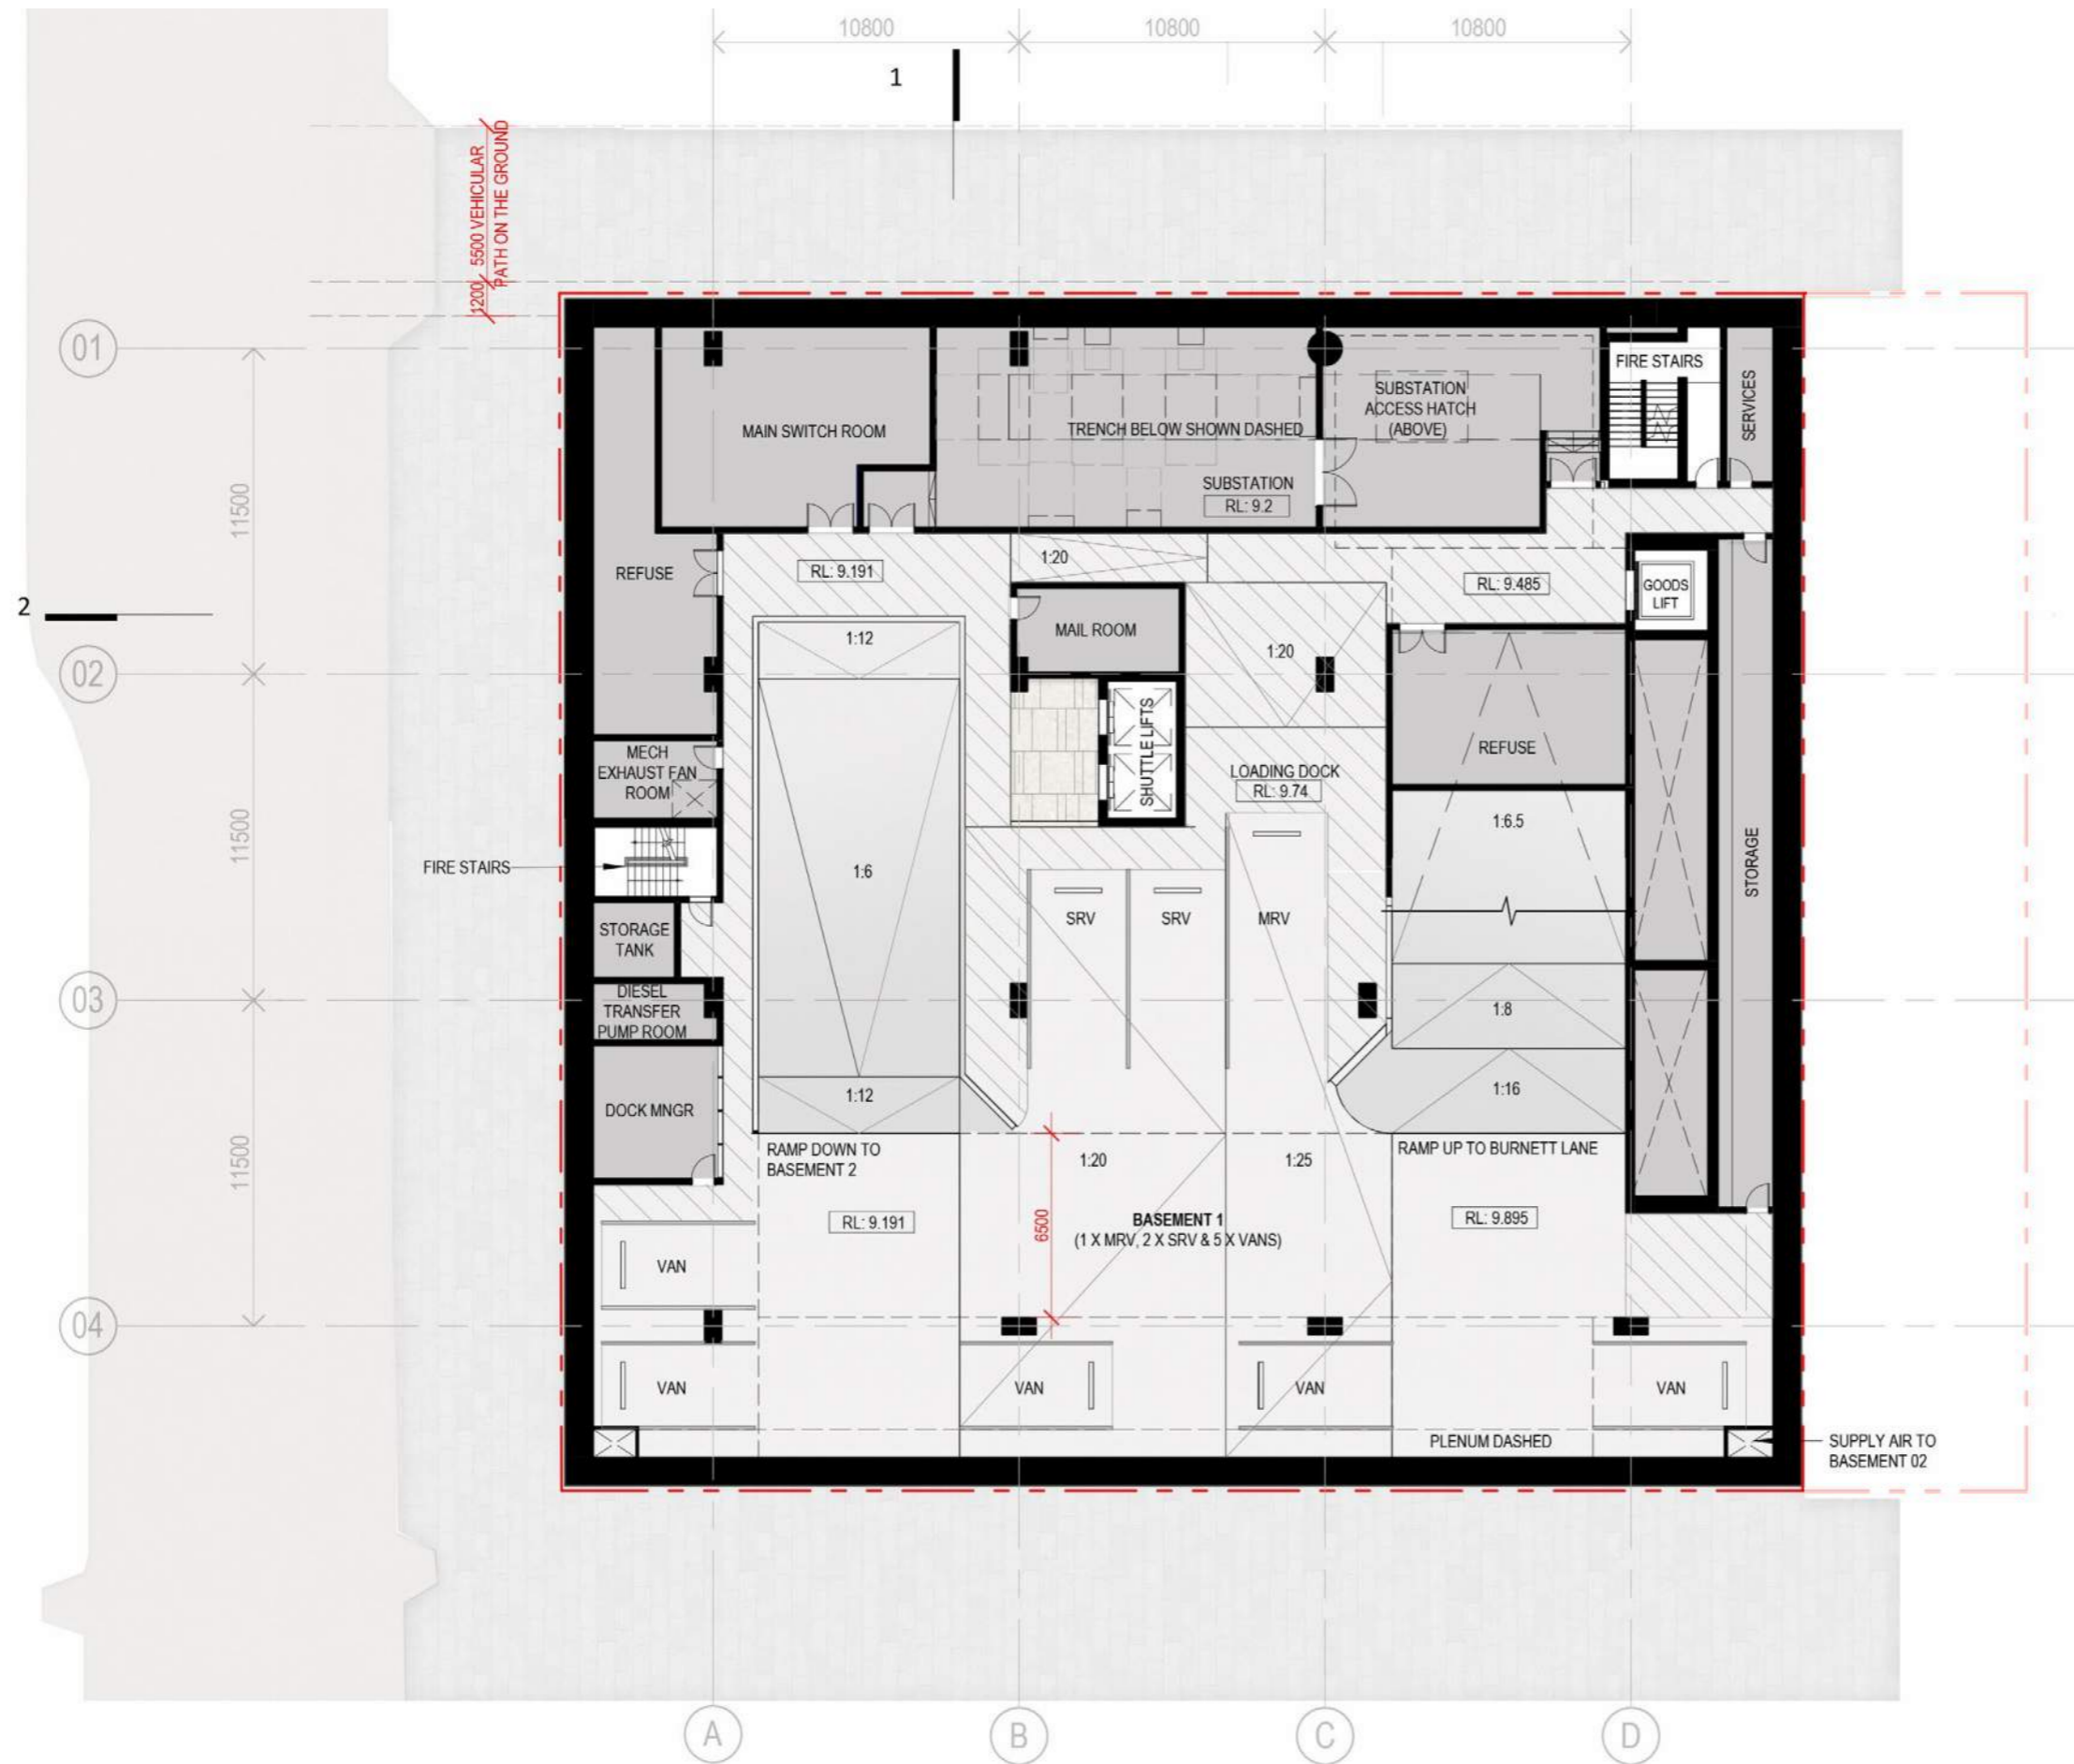 10800
10800
10800
1
5500 VEHICULAR
PATH ON THE GROUND
1200
01
FIRE STAIRS
SERVICES
SUBSTATION
ACCESS HATCH
(ABOVE)
MAIN SWITCH ROOM
TRENCH BELOW SHOWN DASHED
SUBSTATION
RL: 9.2
11500
REFUSE
RL: 9.191
1:20
RL: 9.485
GOODS
LIFT
2
1:12
MAIL ROOM
1:20
02
SHUTTLE LIFTS
REFUSE
MECH
EXHAUST FAN
ROOM
LOADING DOCK
RL: 9.74
11500
1:6.5
STORAGE
FIRE STAIRS
1:6
SRV
SRV
MRV
STORAGE
TANK
03
DIESEL
TRANSFER
PUMP ROOM
1:8
1:12
1:16
DOCK MNGR
11500
RAMP DOWN TO
BASEMENT 2
1:20
1:25
RAMP UP TO BURNETT LANE
6500
RL: 9.191
BASEMENT 1
(1 X MRV, 2 X SRV & 5 X VANS)
RL: 9.895
VAN
04
VAN
VAN
VAN
VAN
PLENUM DASHED
SUPPLY AIR TO
BASEMENT 02
A
B
C
D